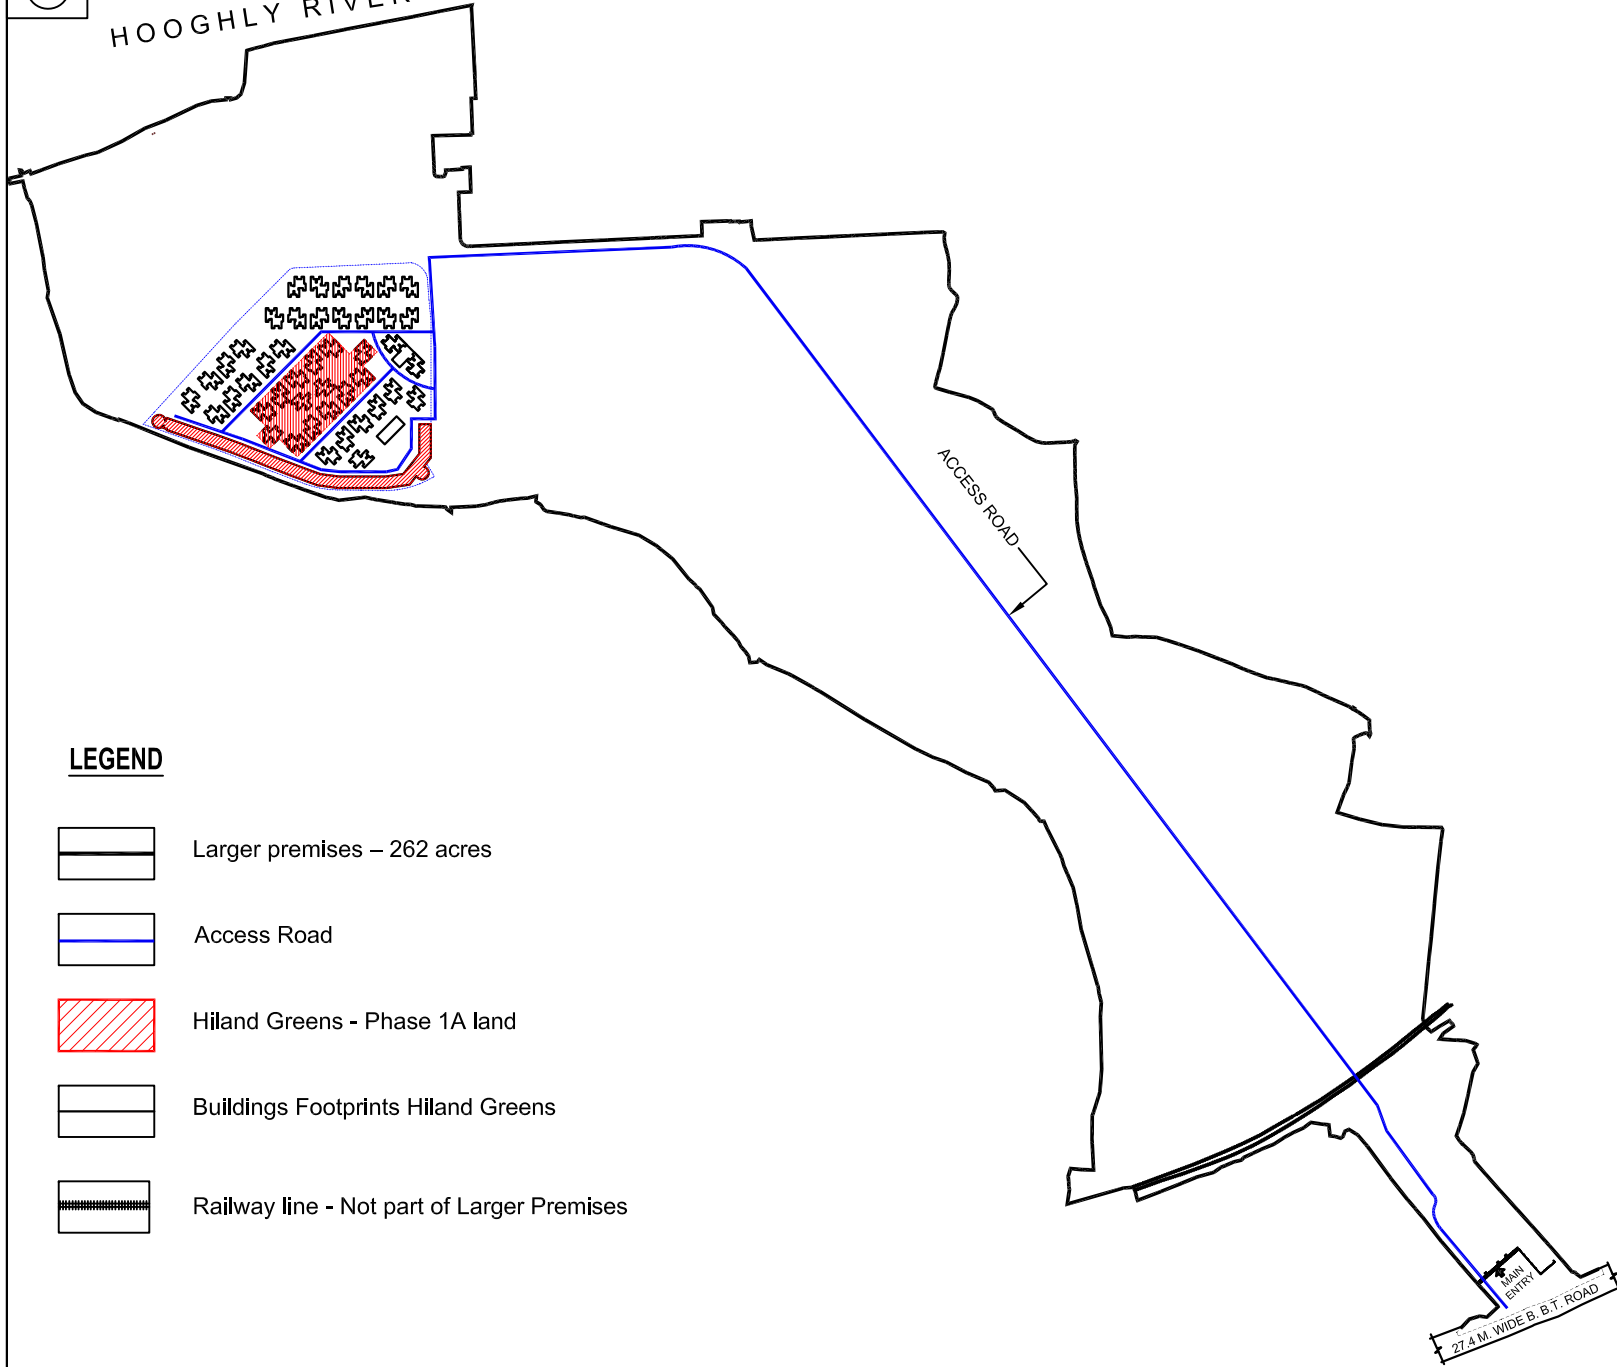 HOOGHLY RIVER
ACCESS ROAD
LEGEND
Larger premises – 262 acres
Access Road
Hiland Greens - Phase 1A land
Buildings Footprints Hiland Greens
Railway line - Not part of Larger Premises
MAIN
ENTRY
27.4 M. WIDE B. B.T. ROAD